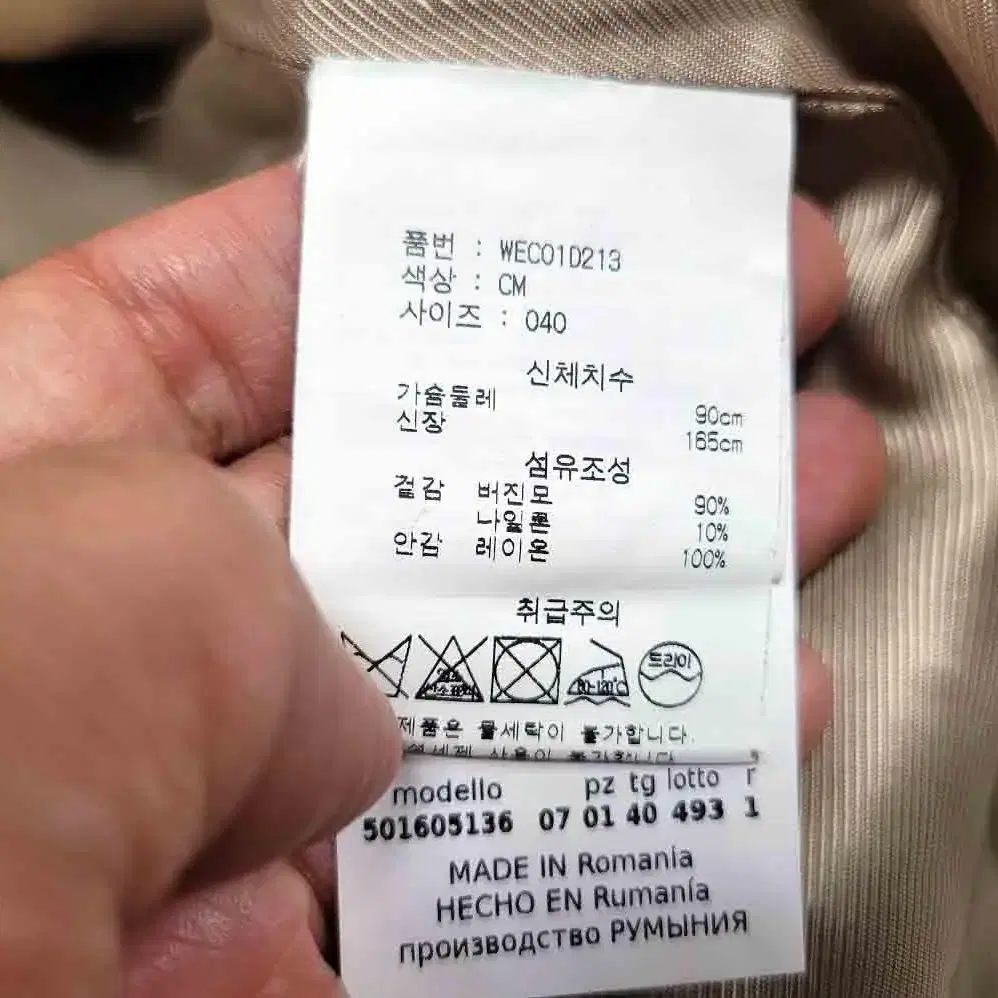 품번 : WEC01D213
색상 : CM
사이즈 : 040
신체치수
가슴둘레 90cm
신장 165cm
섬유조성
겉감 버진모 90%
나일론 10%
안감 레이온 100%
취급주의
80-120℃ 드라이
제품은 물세탁이 불가합니다.
modello pz tg lotto r
501605136 07 01 40 493 1
MADE IN Romanía
HECHO EN Rumanía
производство РУМЫНИЯ